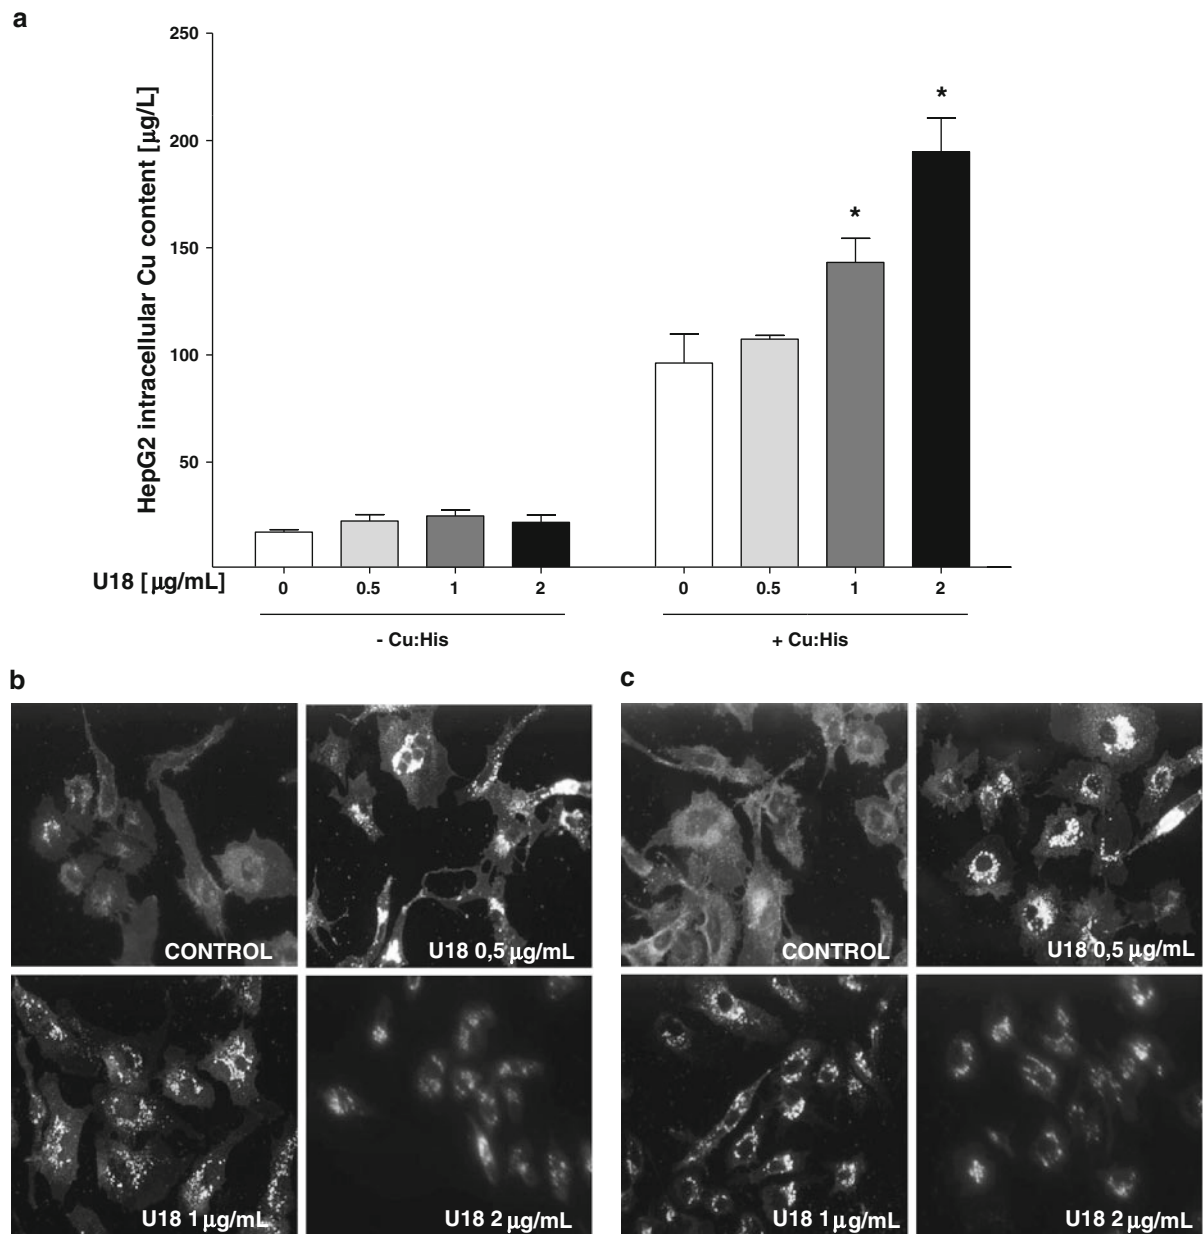 a
250
200
150
100
50
HepG2 intracellular Cu content [μg/L]
*
*
U18 [μg/mL]
0 0.5 1 2 0 0.5 1 2
- Cu:His + Cu:His
b
CONTROL
U18 0,5 μg/mL
U18 1 μg/mL
U18 2 μg/mL
c
CONTROL
U18 0,5 μg/mL
U18 1 μg/mL
U18 2 μg/mL